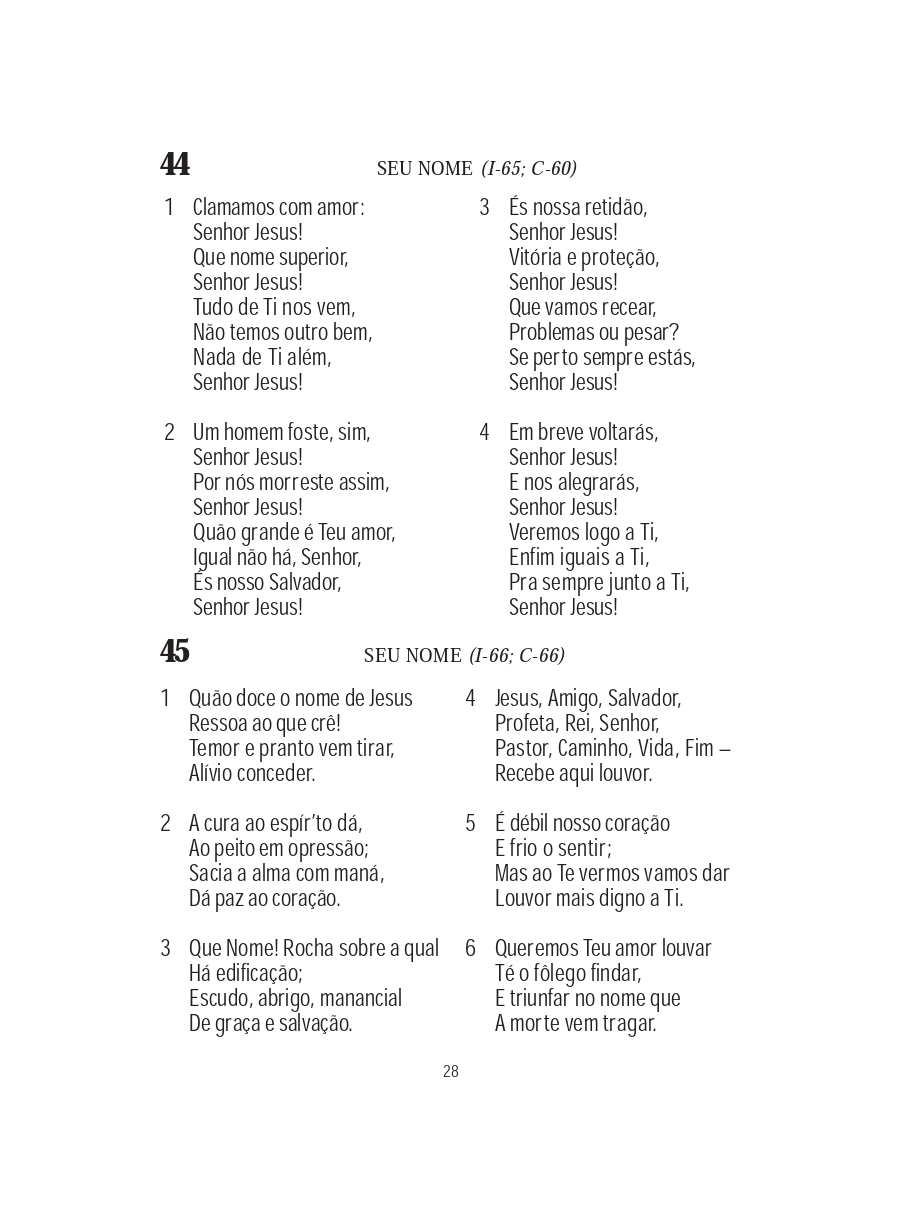 44 SEU NOME (I-65; C-60)
1 Clamamos com amor:
Senhor Jesus!
Que nome superior,
Senhor Jesus!
Tudo de Ti nos vem,
Não temos outro bem,
Nada de Ti além,
Senhor Jesus!
2 Um homem foste, sim,
Senhor Jesus!
Por nós morreste assim,
Senhor Jesus!
Quão grande é Teu amor,
Igual não há, Senhor,
És nosso Salvador,
Senhor Jesus!
3 És nossa retidão,
Senhor Jesus!
Vitória e proteção,
Senhor Jesus!
Que vamos recear,
Problemas ou pesar?
Se perto sempre estás,
Senhor Jesus!
4 Em breve voltarás,
Senhor Jesus!
E nos alegrarás,
Senhor Jesus!
Veremos logo a Ti,
Enfim iguais a Ti,
Pra sempre junto a Ti,
Senhor Jesus!
45 SEU NOME (I-66; C-66)
1 Quão doce o nome de Jesus
Ressoa ao que crê!
Temor e pranto vem tirar,
Alívio conceder.
2 A cura ao espír’to dá,
Ao peito em opressão;
Sacia a alma com maná,
Dá paz ao coração.
3 Que Nome! Rocha sobre a qual
Há edificação;
Escudo, abrigo, manancial
De graça e salvação.
4 Jesus, Amigo, Salvador,
Profeta, Rei, Senhor,
Pastor, Caminho, Vida, Fim –
Recebe aqui louvor.
5 É débil nosso coração
E frio o sentir;
Mas ao Te vermos vamos dar
Louvor mais digno a Ti.
6 Queremos Teu amor louvar
Té o fôlego findar,
E triunfar no nome que
A morte vem tragar.
28